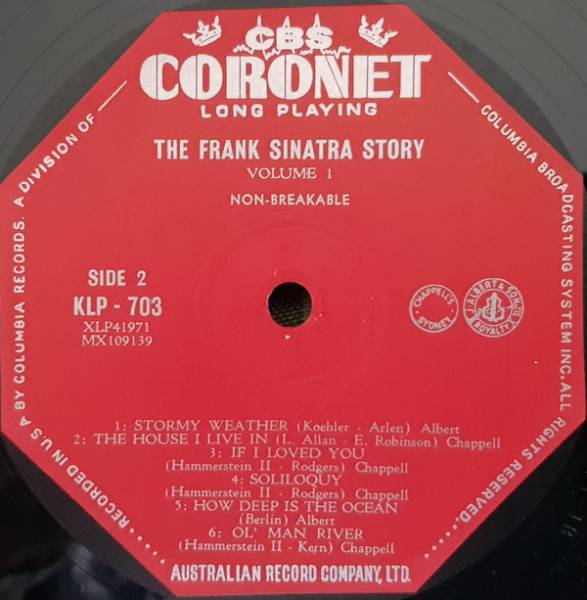 CBS
CORONET
LONG PLAYING
THE FRANK SINATRA STORY
VOLUME 1
NON-BREAKABLE
SIDE 2
KLP - 703
XLP41971
MX109139
CHAPPELL'S
SYDNEY
J. ALBERT & SON
ROYALTY
1: STORMY WEATHER (Koehler - Arlen) Albert
2: THE HOUSE I LIVE IN (L. Allan - E. Robinson) Chappell
3: IF I LOVED YOU
(Hammerstein II - Rodgers) Chappell
4: SOLILOQUY
(Hammerstein II - Rodgers) Chappell
5: HOW DEEP IS THE OCEAN
(Berlin) Albert
6: OL' MAN RIVER
(Hammerstein II - Kern) Chappell
AUSTRALIAN RECORD COMPANY, LTD.
RECORDED IN U S A BY COLUMBIA RECORDS. A DIVISION OF — COLUMBIA BROADCASTING SYSTEM INC. ALL RIGHTS RESERVED.